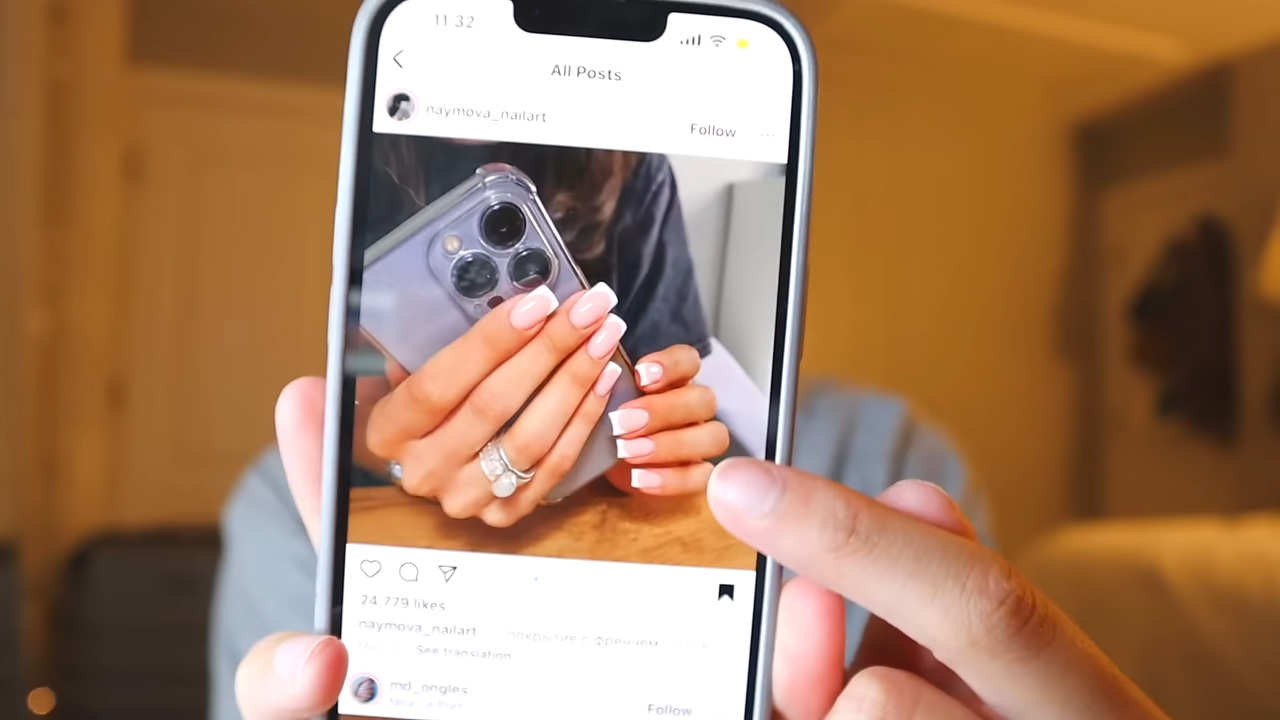 11 32
All Posts
naymova_nailart
Follow
24 779 likes
naymova_nailart покрытие с френчем
See translation
md_ongles
Follow